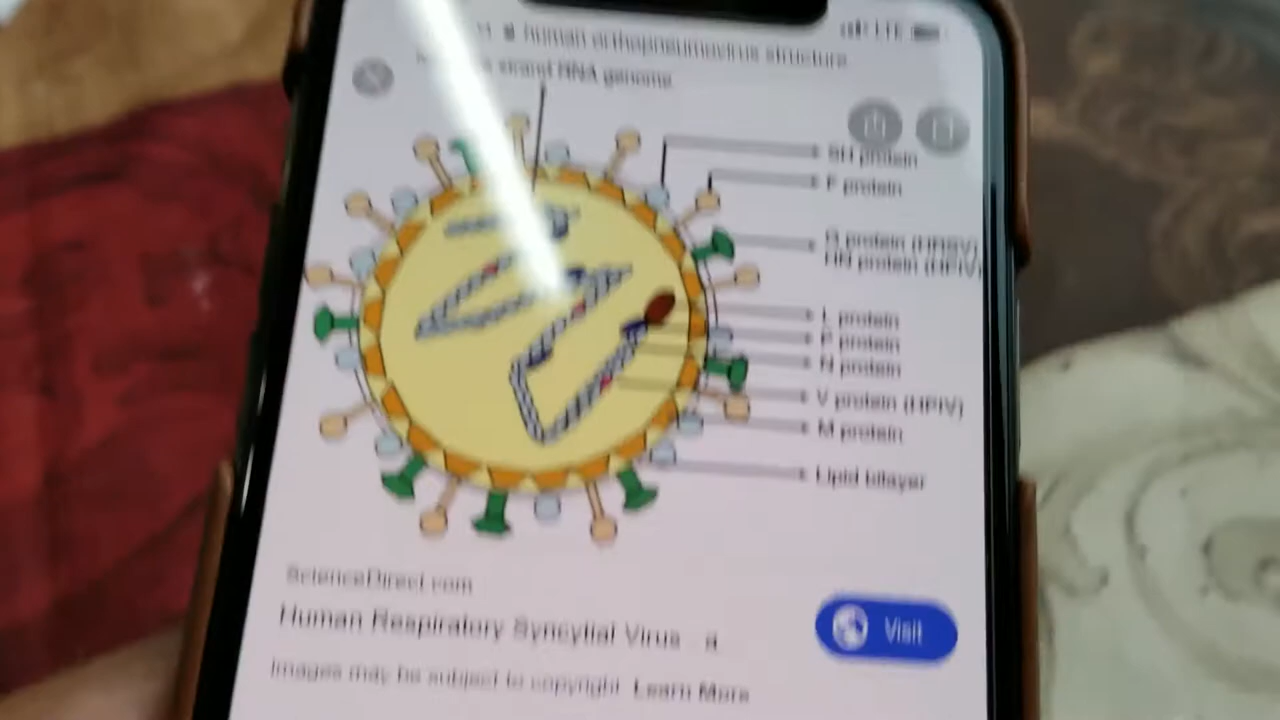 LTE
human orthopneumovirus structure
strand RNA genome
SH protein
F protein
G protein (HRSV)
HN protein (HPIV)
L protein
P protein
N protein
V protein (HPIV)
M protein
Lipid bilayer
ScienceDirect.com
Human Respiratory Syncytial Virus - a
Visit
Images may be subject to copyright. Learn More